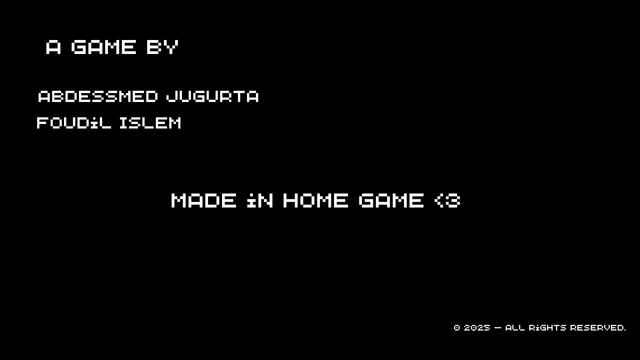 A GAME BY
ABDESSMED JUGURTA
FOUDiL ISLEM
MADE iN HOME GAME <3
© 2025 — ALL RiGHTS RESERVED.